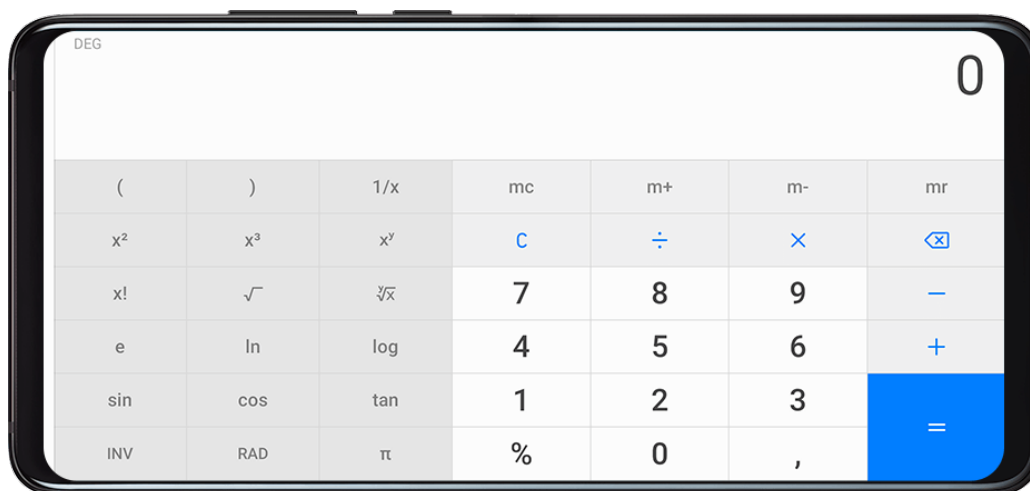 DEG
0
( ) 1/x mc m+ m- mr
x² x³ xʸ C ÷ ×
x! √ ʸ√x 7 8 9 −
e ln log 4 5 6 +
sin cos tan 1 2 3 =
INV RAD π % 0 ,